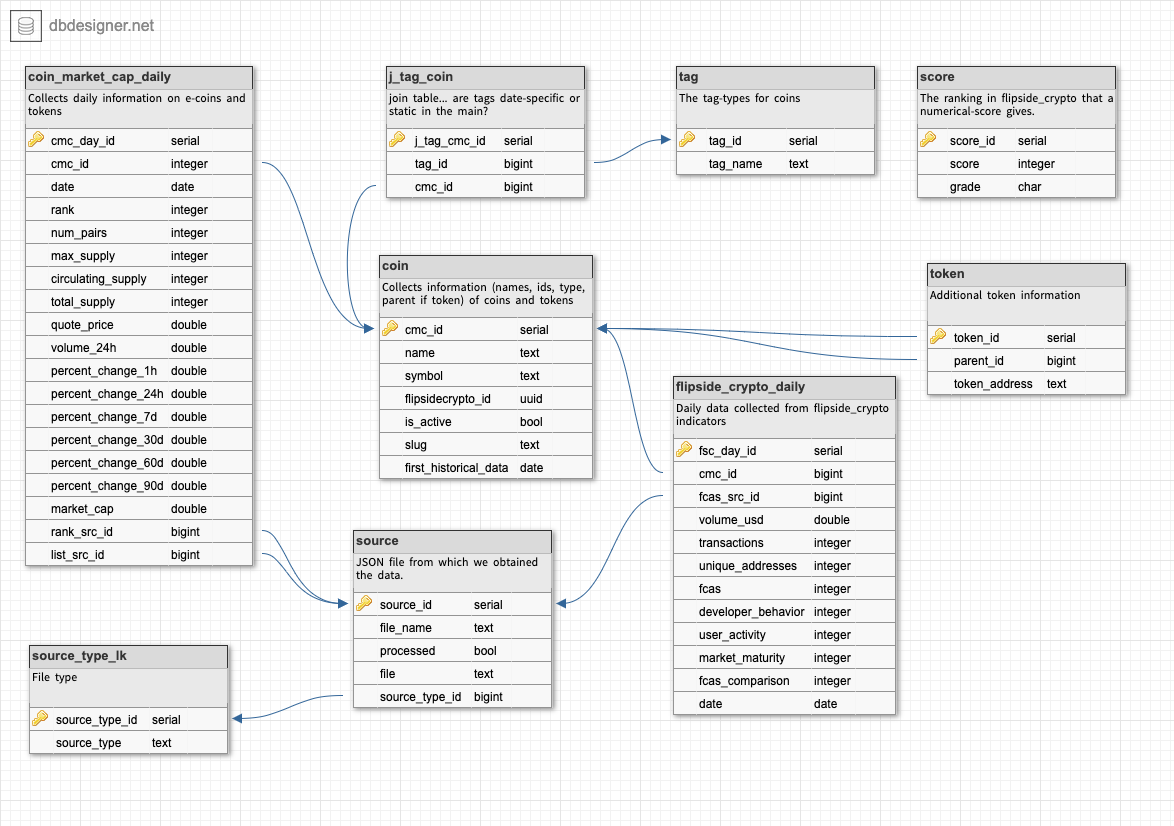 dbdesigner.net
coin_market_cap_daily
Collects daily information on e-coins and
tokens
cmc_day_id serial
cmc_id integer
date date
rank integer
num_pairs integer
max_supply integer
circulating_supply integer
total_supply integer
quote_price double
volume_24h double
percent_change_1h double
percent_change_24h double
percent_change_7d double
percent_change_30d double
percent_change_60d double
percent_change_90d double
market_cap double
rank_src_id bigint
list_src_id bigint
j_tag_coin
join table... are tags date-specific or
static in the main?
j_tag_cmc_id serial
tag_id bigint
cmc_id bigint
tag
The tag-types for coins
tag_id serial
tag_name text
score
The ranking in flipside_crypto that a
numerical-score gives.
score_id serial
score integer
grade char
coin
Collects information (names, ids, type,
parent if token) of coins and tokens
cmc_id serial
name text
symbol text
flipsidecrypto_id uuid
is_active bool
slug text
first_historical_data date
token
Additional token information
token_id serial
parent_id bigint
token_address text
flipside_crypto_daily
Daily data collected from flipside_crypto
indicators
fsc_day_id serial
cmc_id bigint
fcas_src_id bigint
volume_usd double
transactions integer
unique_addresses integer
fcas integer
developer_behavior integer
user_activity integer
market_maturity integer
fcas_comparison integer
date date
source
JSON file from which we obtained
the data.
source_id serial
file_name text
processed bool
file text
source_type_id bigint
source_type_lk
File type
source_type_id serial
source_type text